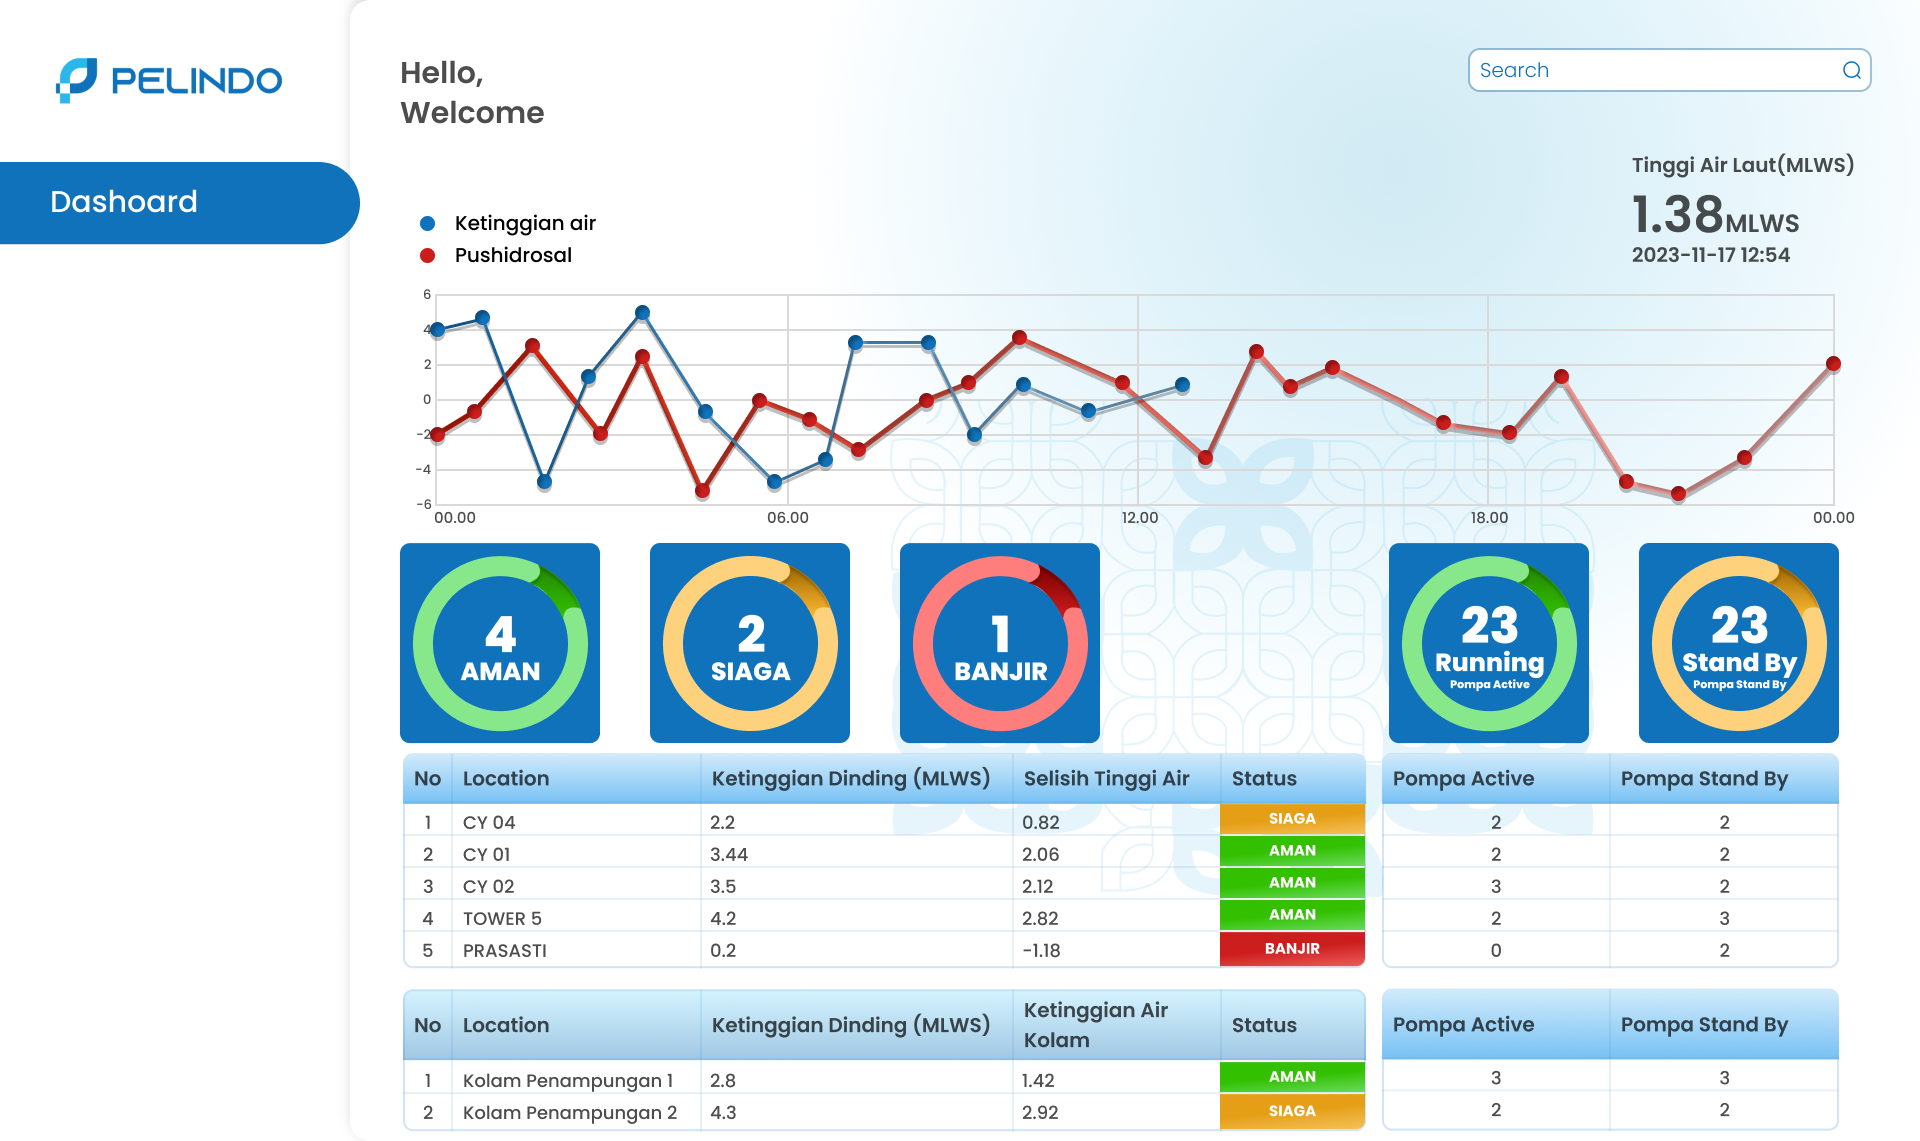 PELINDO
Hello,
Welcome
Search
Dashoard
Tinggi Air Laut(MLWS)
1.38MLWS
2023-11-17 12:54
Ketinggian air
Pushidrosal
6
4
2
0
-2
-4
-6
00.00 06.00 12.00 18.00 00.00
4
AMAN
2
SIAGA
1
BANJIR
23
Running
Pompa Active
23
Stand By
Pompa Stand By
No Location Ketinggian Dinding (MLWS) Selisih Tinggi Air Status Pompa Active Pompa Stand By
1 CY 04 2.2 0.82 SIAGA 2 2
2 CY 01 3.44 2.06 AMAN 2 2
3 CY 02 3.5 2.12 AMAN 3 2
4 TOWER 5 4.2 2.82 AMAN 2 3
5 PRASASTI 0.2 -1.18 BANJIR 0 2
No Location Ketinggian Dinding (MLWS) Ketinggian Air
Kolam Status Pompa Active Pompa Stand By
1 Kolam Penampungan 1 2.8 1.42 AMAN 3 3
2 Kolam Penampungan 2 4.3 2.92 SIAGA 2 2